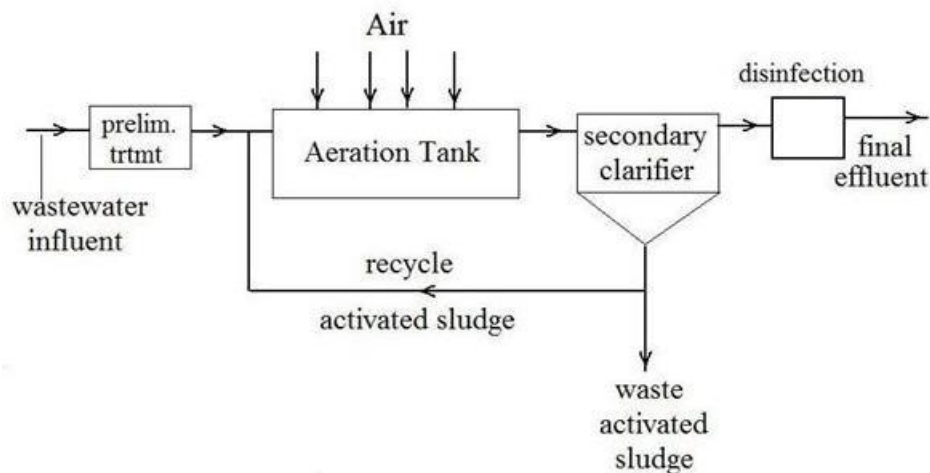 Air
disinfection
prelim.
trtmt
Aeration Tank
secondary
clarifier
final
effluent
wastewater
influent
recycle
activated sludge
waste
activated
sludge